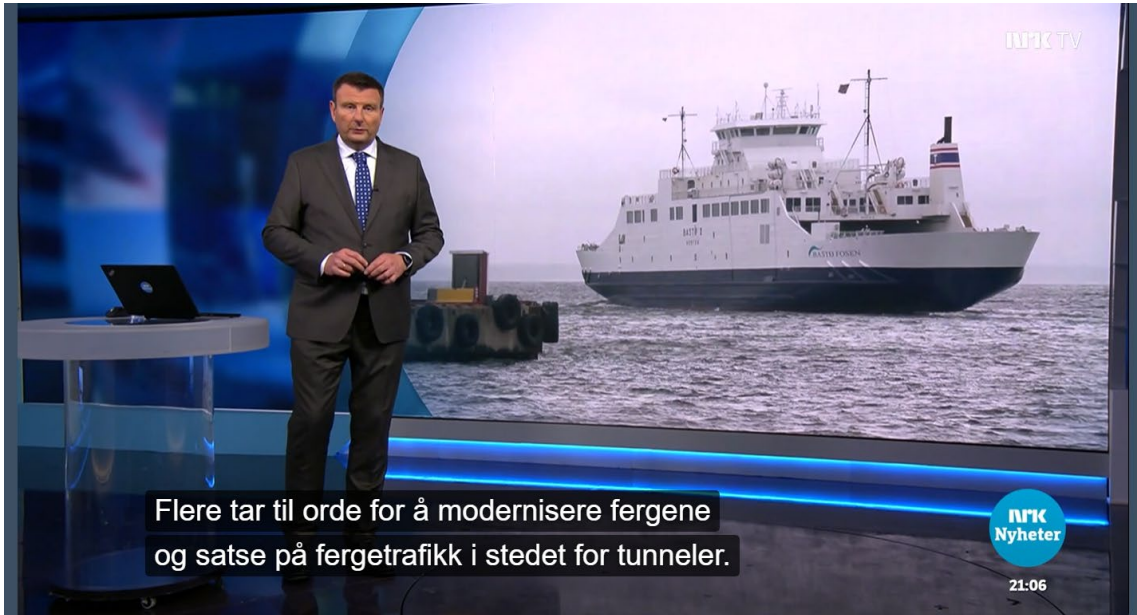 NRK TV
BASTØ FOSEN
Flere tar til orde for å modernisere fergene
og satse på fergetrafikk i stedet for tunneler.
NRK
Nyheter
21:06